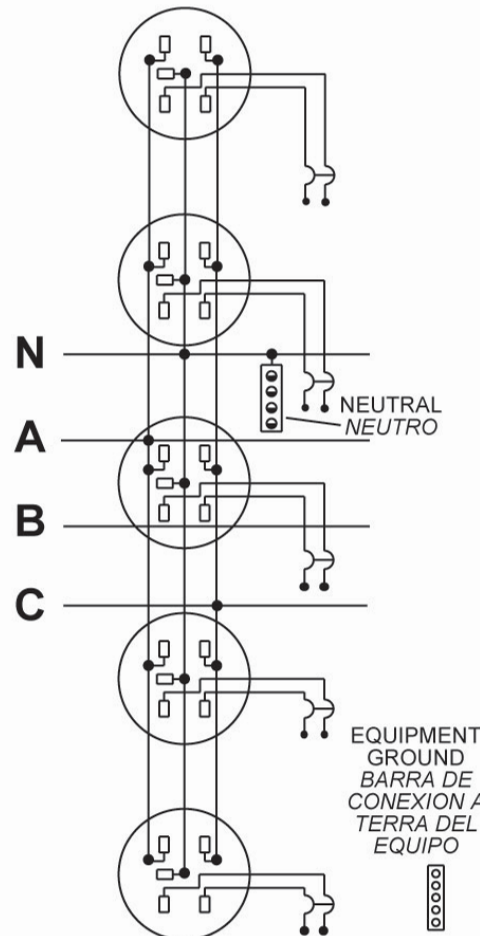 N
NEUTRAL
NEUTRO
A
B
C
EQUIPMENT
GROUND
BARRA DE
CONEXION A
TERRA DEL
EQUIPO